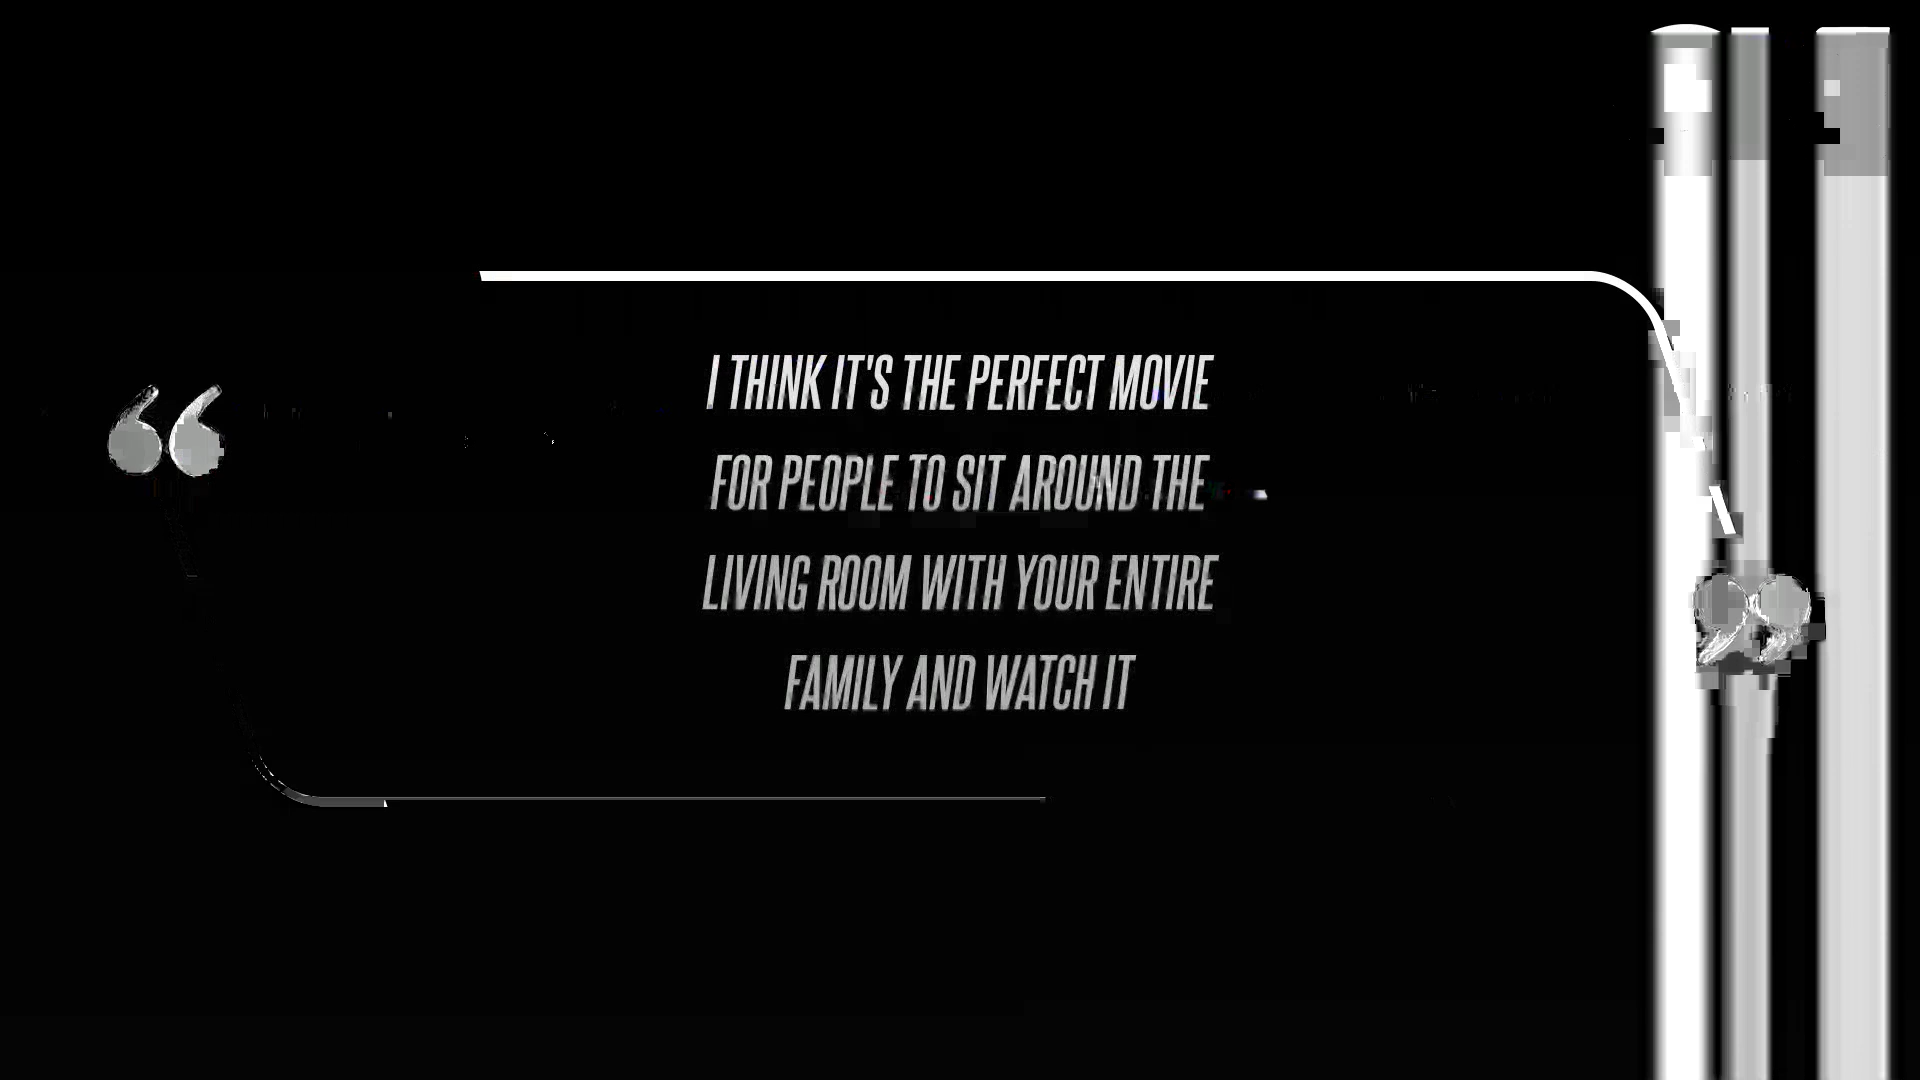 I THINK IT'S THE PERFECT MOVIE
FOR PEOPLE TO SIT AROUND THE
LIVING ROOM WITH YOUR ENTIRE
FAMILY AND WATCH IT